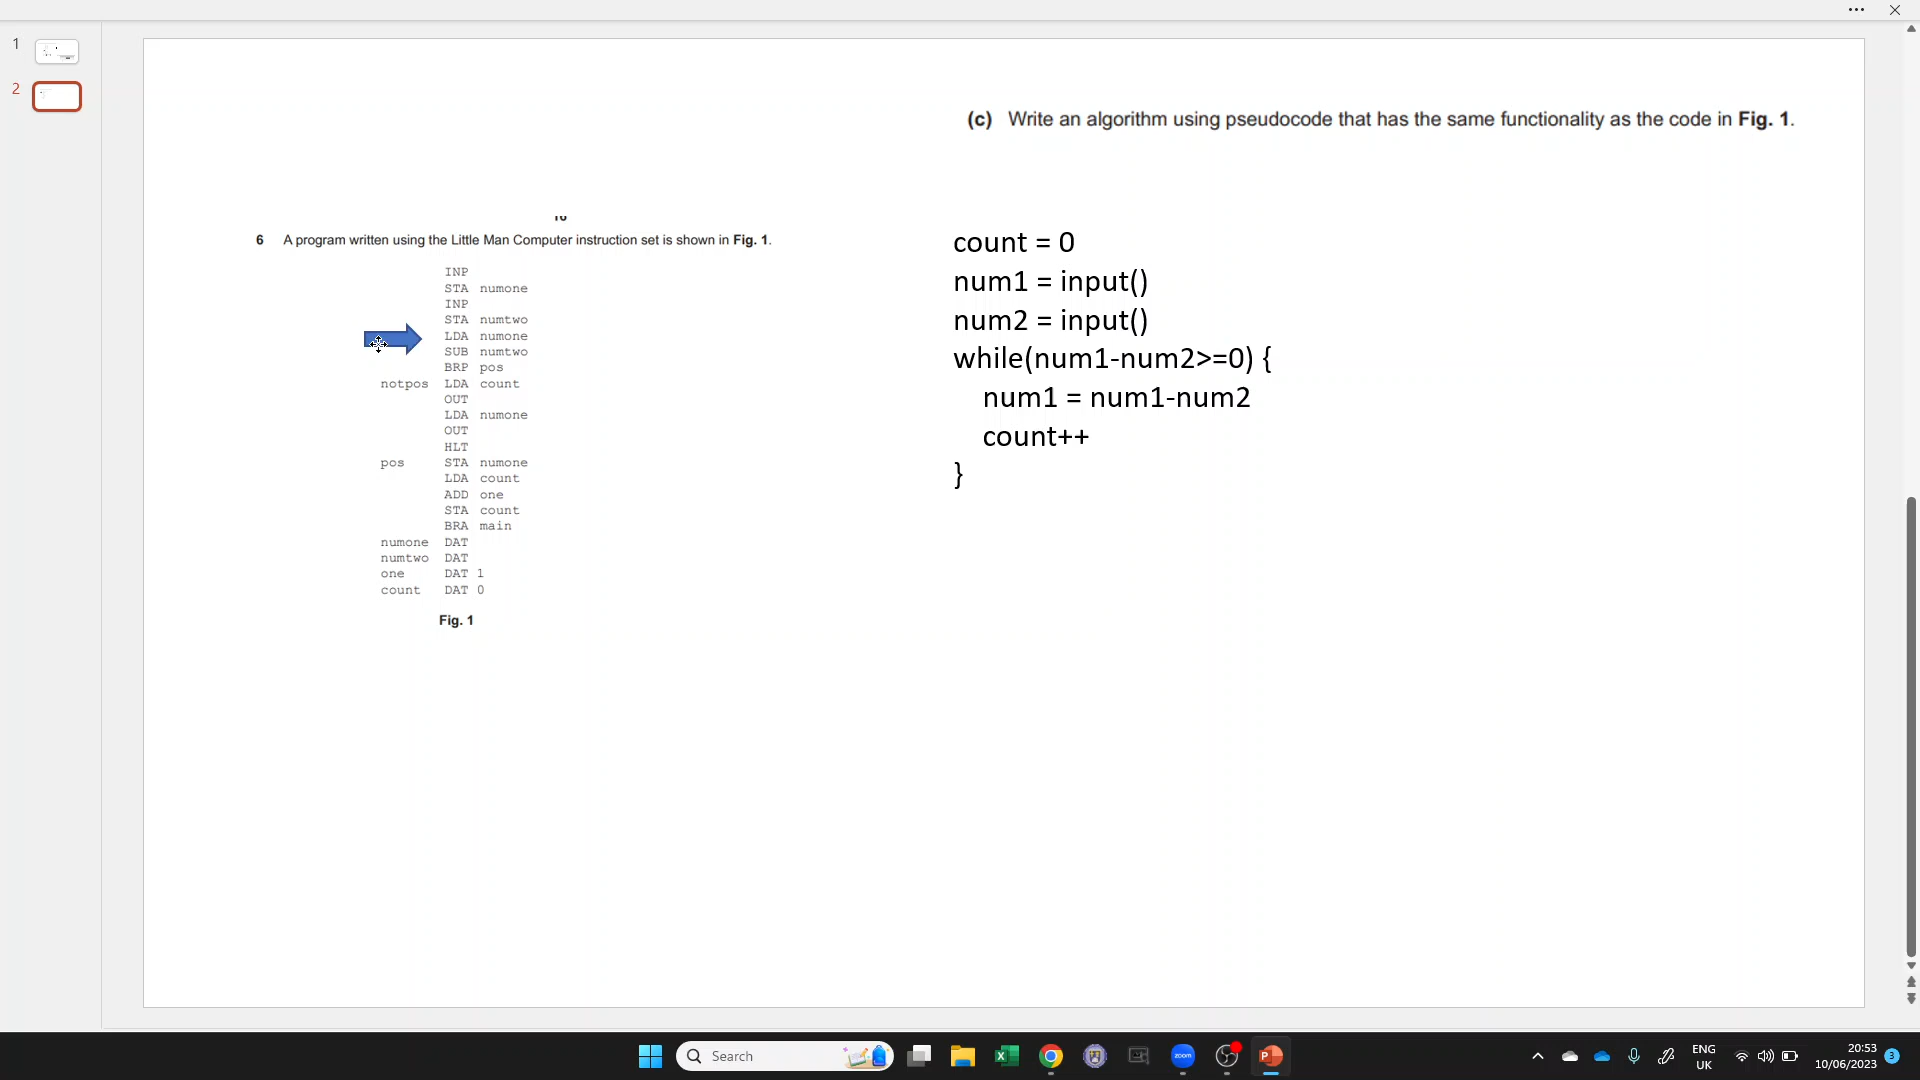 1
2
(c) Write an algorithm using pseudocode that has the same functionality as the code in Fig. 1.
6 A program written using the Little Man Computer instruction set is shown in Fig. 1.
INP
STA numone
INP
STA numtwo
LDA numone
SUB numtwo
BRP pos
notpos LDA count
OUT
LDA numone
OUT
HLT
pos STA numone
LDA count
ADD one
STA count
BRA main
numone DAT
numtwo DAT
one DAT 1
count DAT 0
Fig. 1
count = 0
num1 = input()
num2 = input()
while(num1-num2>=0) {
num1 = num1-num2
count++
}
Search
zoom
ENG
UK
20:53
10/06/2023
3